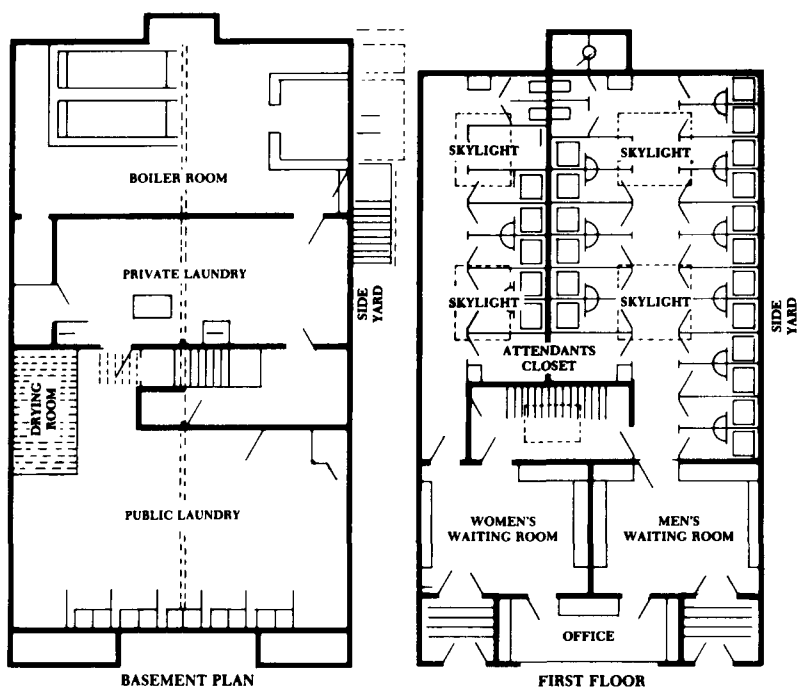 BOILER ROOM
PRIVATE LAUNDRY
SIDE
YARD
DRYING
ROOM
PUBLIC LAUNDRY
BASEMENT PLAN
SKYLIGHT
SKYLIGHT
SKYLIGHT
SKYLIGHT
SIDE
YARD
ATTENDANTS
CLOSET
WOMEN'S
WAITING ROOM
MEN'S
WAITING ROOM
OFFICE
FIRST FLOOR